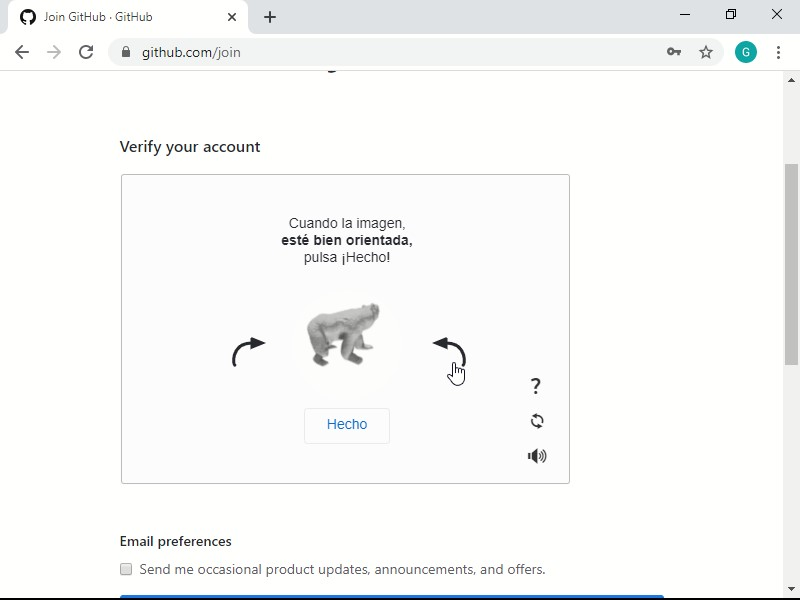 Join GitHub · GitHub
github.com/join
G
Verify your account
Cuando la imagen,
esté bien orientada,
pulsa ¡Hecho!
?
Hecho
Email preferences
Send me occasional product updates, announcements, and offers.